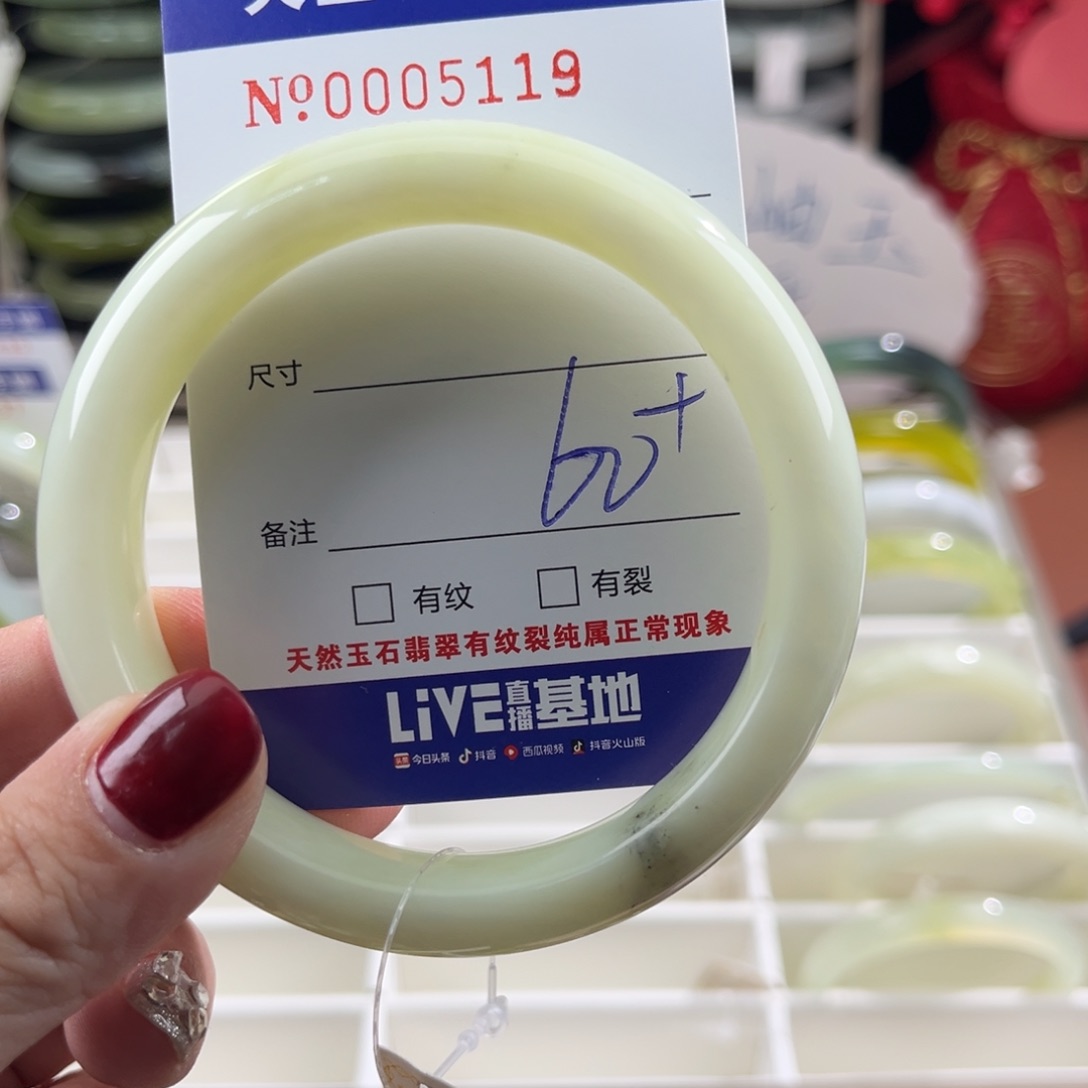 №0005119
尺寸
60+
备注
有纹 有裂
天然玉石翡翠有纹裂纯属正常现象
LiVE直播基地
头条 今日头条 抖音 西瓜视频 抖音火山版